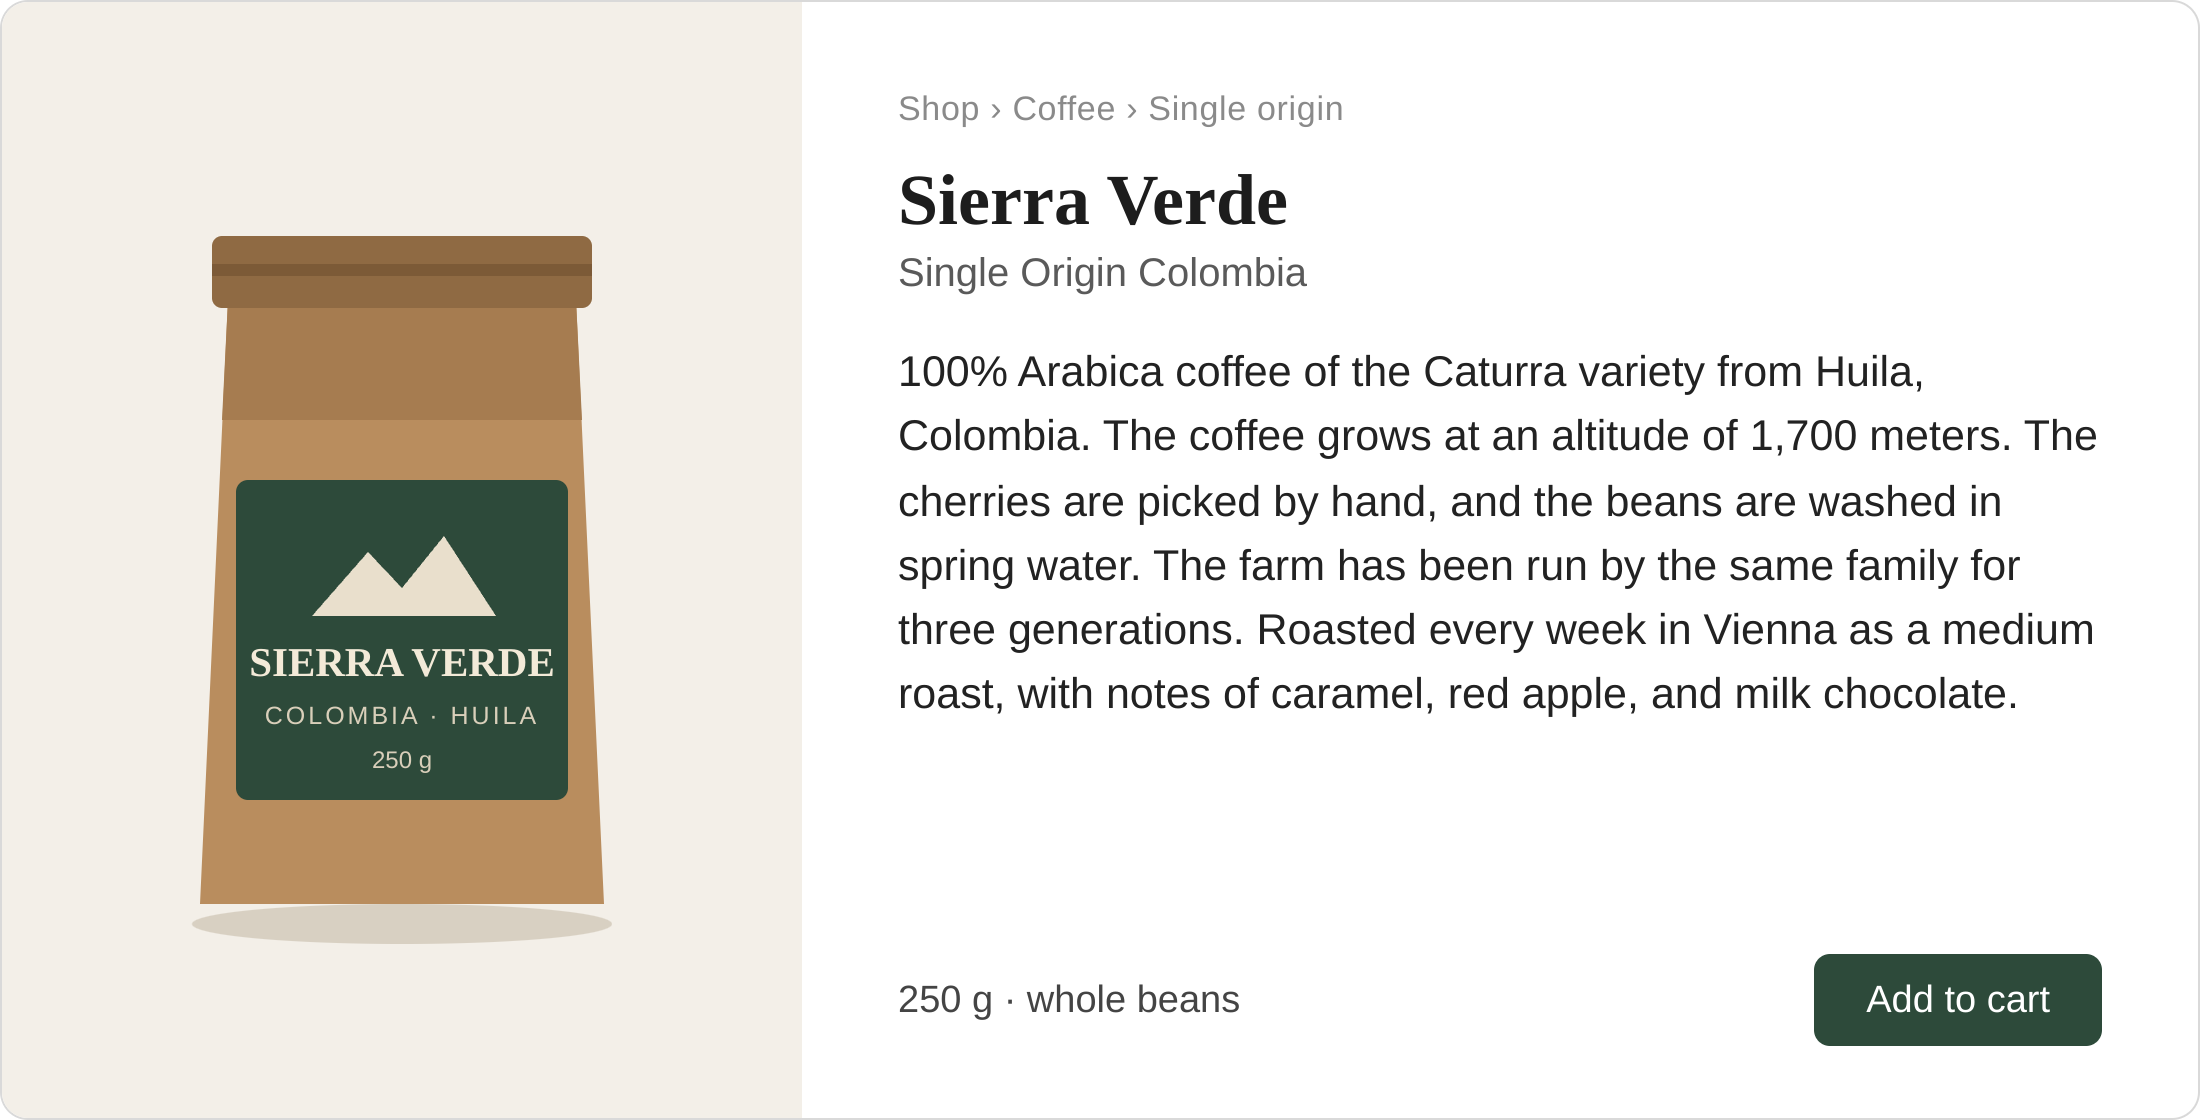 SIERRA VERDE
COLOMBIA · HUILA
250 g
Shop › Coffee › Single origin
Sierra Verde
Single Origin Colombia
100% Arabica coffee of the Caturra variety from Huila,
Colombia. The coffee grows at an altitude of 1,700 meters. The
cherries are picked by hand, and the beans are washed in
spring water. The farm has been run by the same family for
three generations. Roasted every week in Vienna as a medium
roast, with notes of caramel, red apple, and milk chocolate.
250 g · whole beans
Add to cart